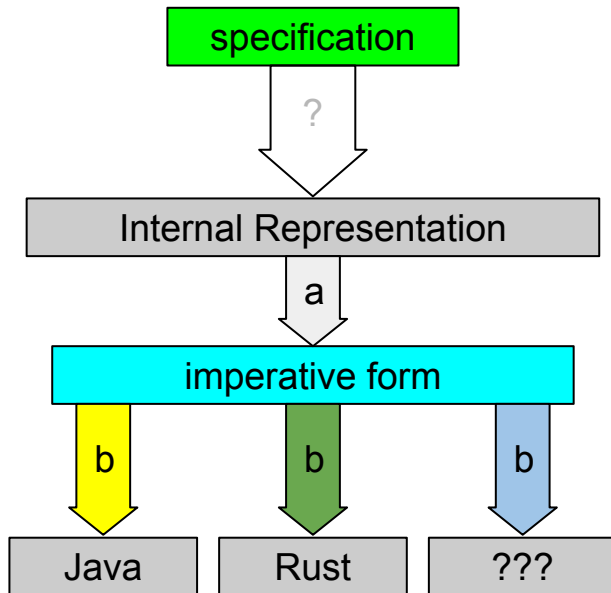 specification
?
Internal Representation
a
imperative form
b b b
Java Rust ???